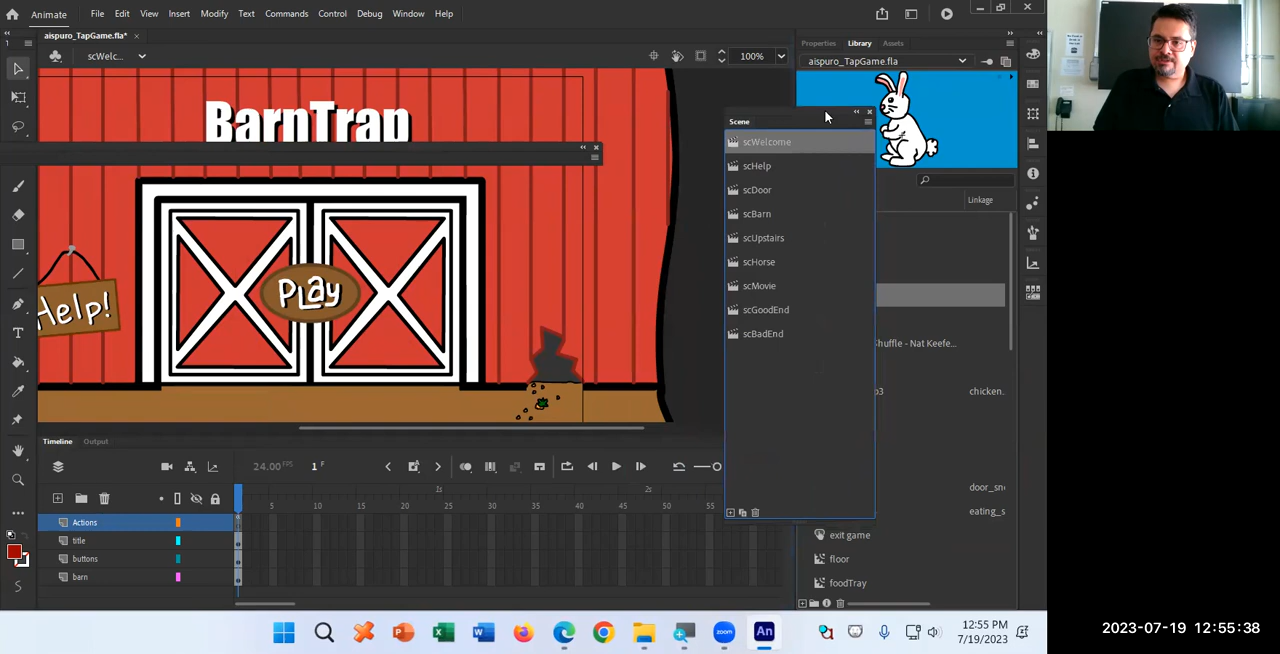 Animate File Edit View Insert Modify Text Commands Control Debug Window Help
aispuro_TapGame.fla*
scWelc... 100%
Properties Library Assets
aispuro_TapGame.fla
BarnTrap
Scene
scWelcome
scHelp
scDoor
scBarn
scUpstairs
scHorse
scMovie
scGoodEnd
scBadEnd
Linkage
Help!
Play
Shuffle - Nat Keefe...
p3 chicken.
door_sn
eating_s
exit game
floor
foodTray
Timeline Output
24.00 FPS 1 F
1s 2s
5 10 15 20 25 30 35 40 45 50 55
Actions
title
buttons
barn
12:55 PM
7/19/2023
2023-07-19 12:55:38